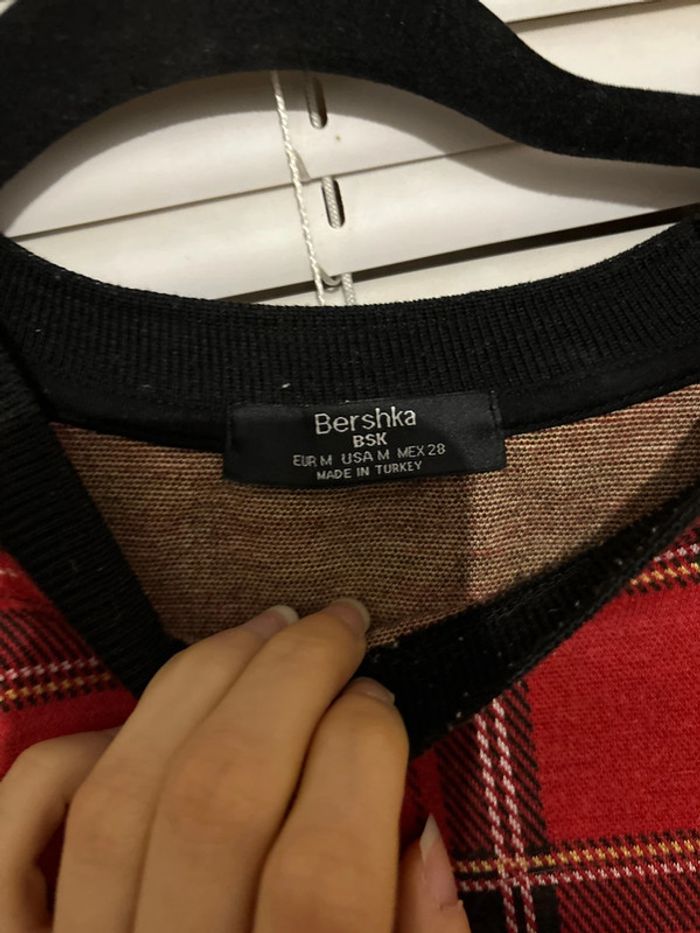 Bershka
BSK
EUR M USA M MEX 28
MADE IN TURKEY